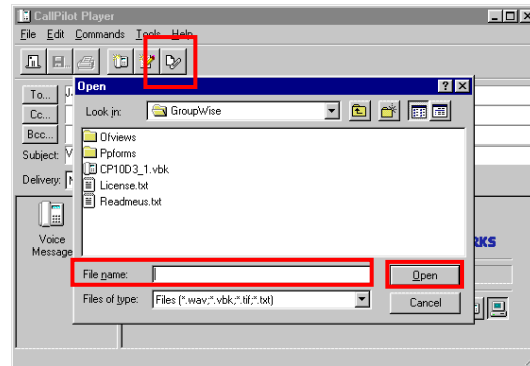 CallPilot Player
File Edit Commands Tools Help
Open
To... J.
Look in: GroupWise
Cc...
Bcc...
Subject: V
Delivery: N
Ofviews
Ppforms
CP10D3_1.vbk
License.txt
Readmeus.txt
Voice
Message
RKS
File name:
Open
Files of type: Files (*.wav;*.vbk;*.tif;*.txt)
Cancel